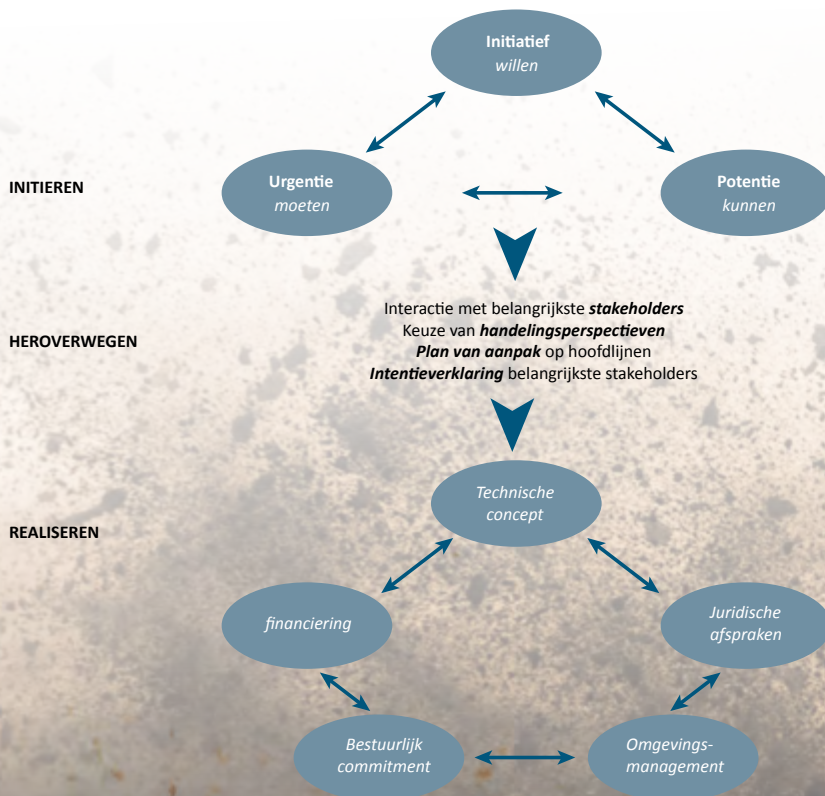 Initiatief
willen
INITIEREN
Urgentie
moeten
Potentie
kunnen
HEROVERWEGEN
Interactie met belangrijkste stakeholders
Keuze van handelingsperspectieven
Plan van aanpak op hoofdlijnen
Intentieverklaring belangrijkste stakeholders
REALISEREN
Technische
concept
financiering
Juridische
afspraken
Bestuurlijk
commitment
Omgevings-
management